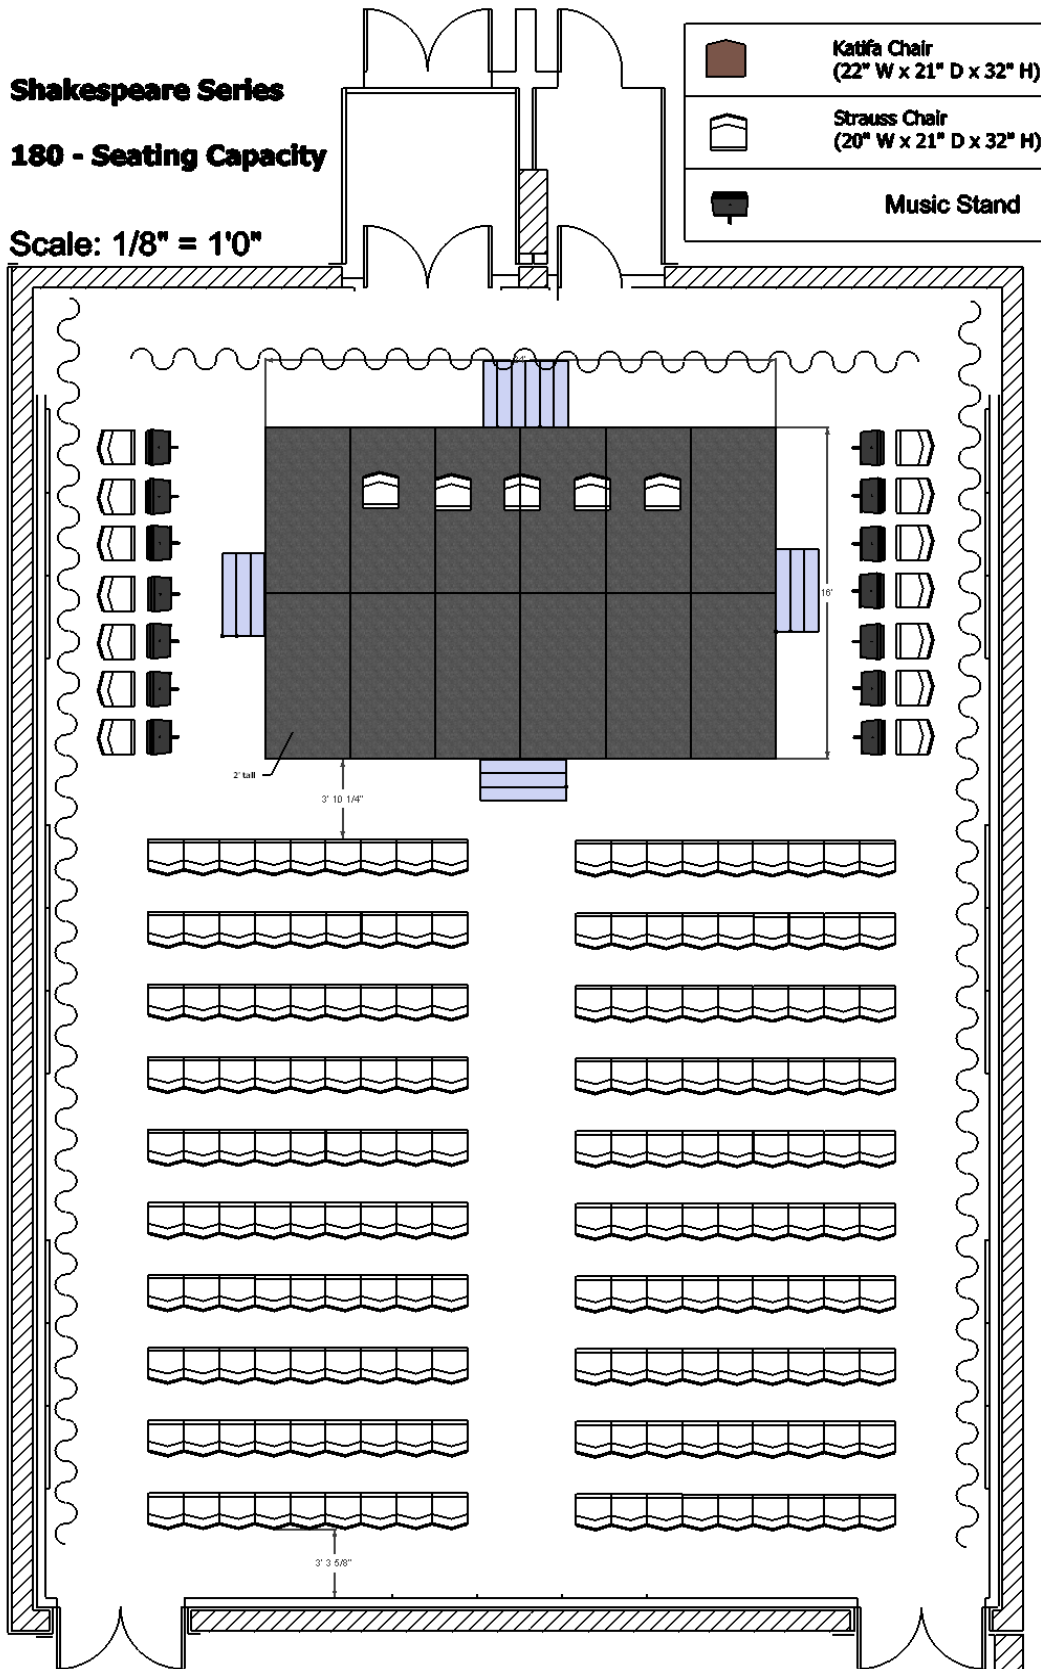 Shakespeare Series
180 - Seating Capacity
Scale: 1/8" = 1'0"
Katifa Chair
(22" W x 21" D x 32" H)
Strauss Chair
(20" W x 21" D x 32" H)
Music Stand
24'
16'
2' tall
3' 10 1/4"
3' 3 5/8"